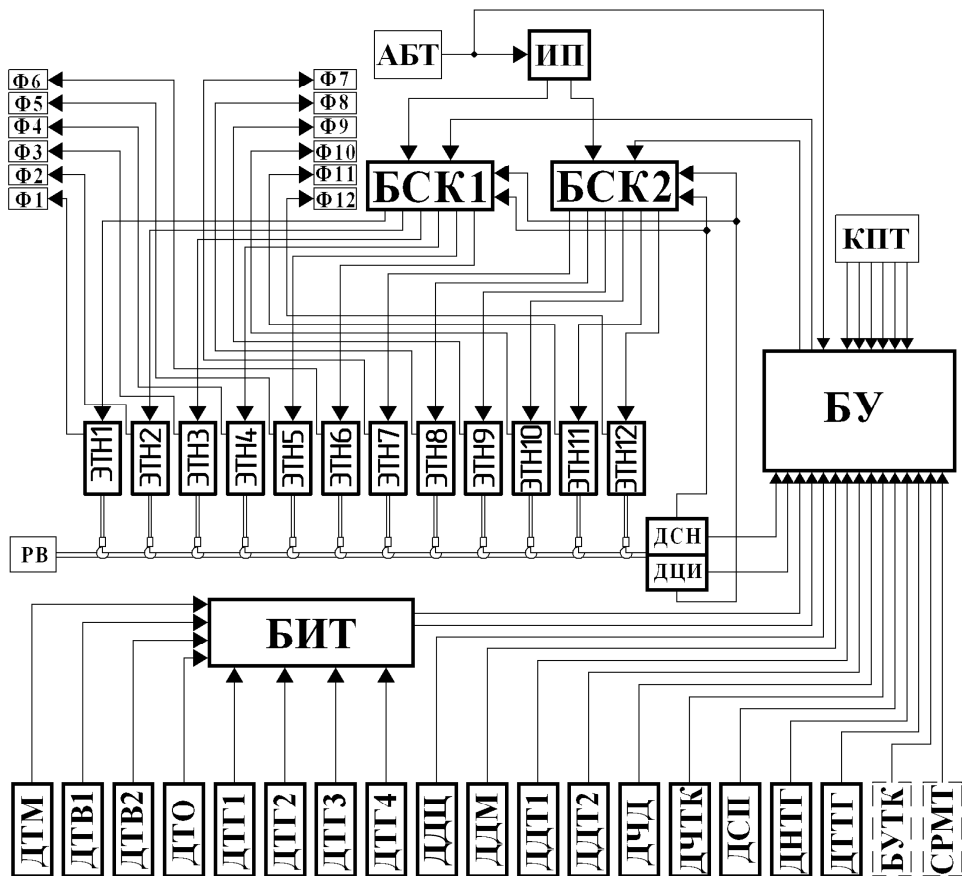 АБТ
ИП
Ф6
Ф7
Ф5
Ф8
Ф4
Ф9
Ф3
Ф10
Ф2
Ф11
Ф1
Ф12
БСК1
БСК2
КПТ
БУ
ЭТН1
ЭТН2
ЭТН3
ЭТН4
ЭТН5
ЭТН6
ЭТН7
ЭТН8
ЭТН9
ЭТН10
ЭТН11
ЭТН12
РВ
ДСН
ДЦИ
БИТ
ДТМ
ДТВ1
ДТВ2
ДТО
ДТГ1
ДТГ2
ДТГ3
ДТГ4
ДДЦ
ДДМ
ДДТ1
ДДТ2
ДЧД
ДЧТК
ДСП
ДНТГ
ДТТГ
БУТК
СРМТ